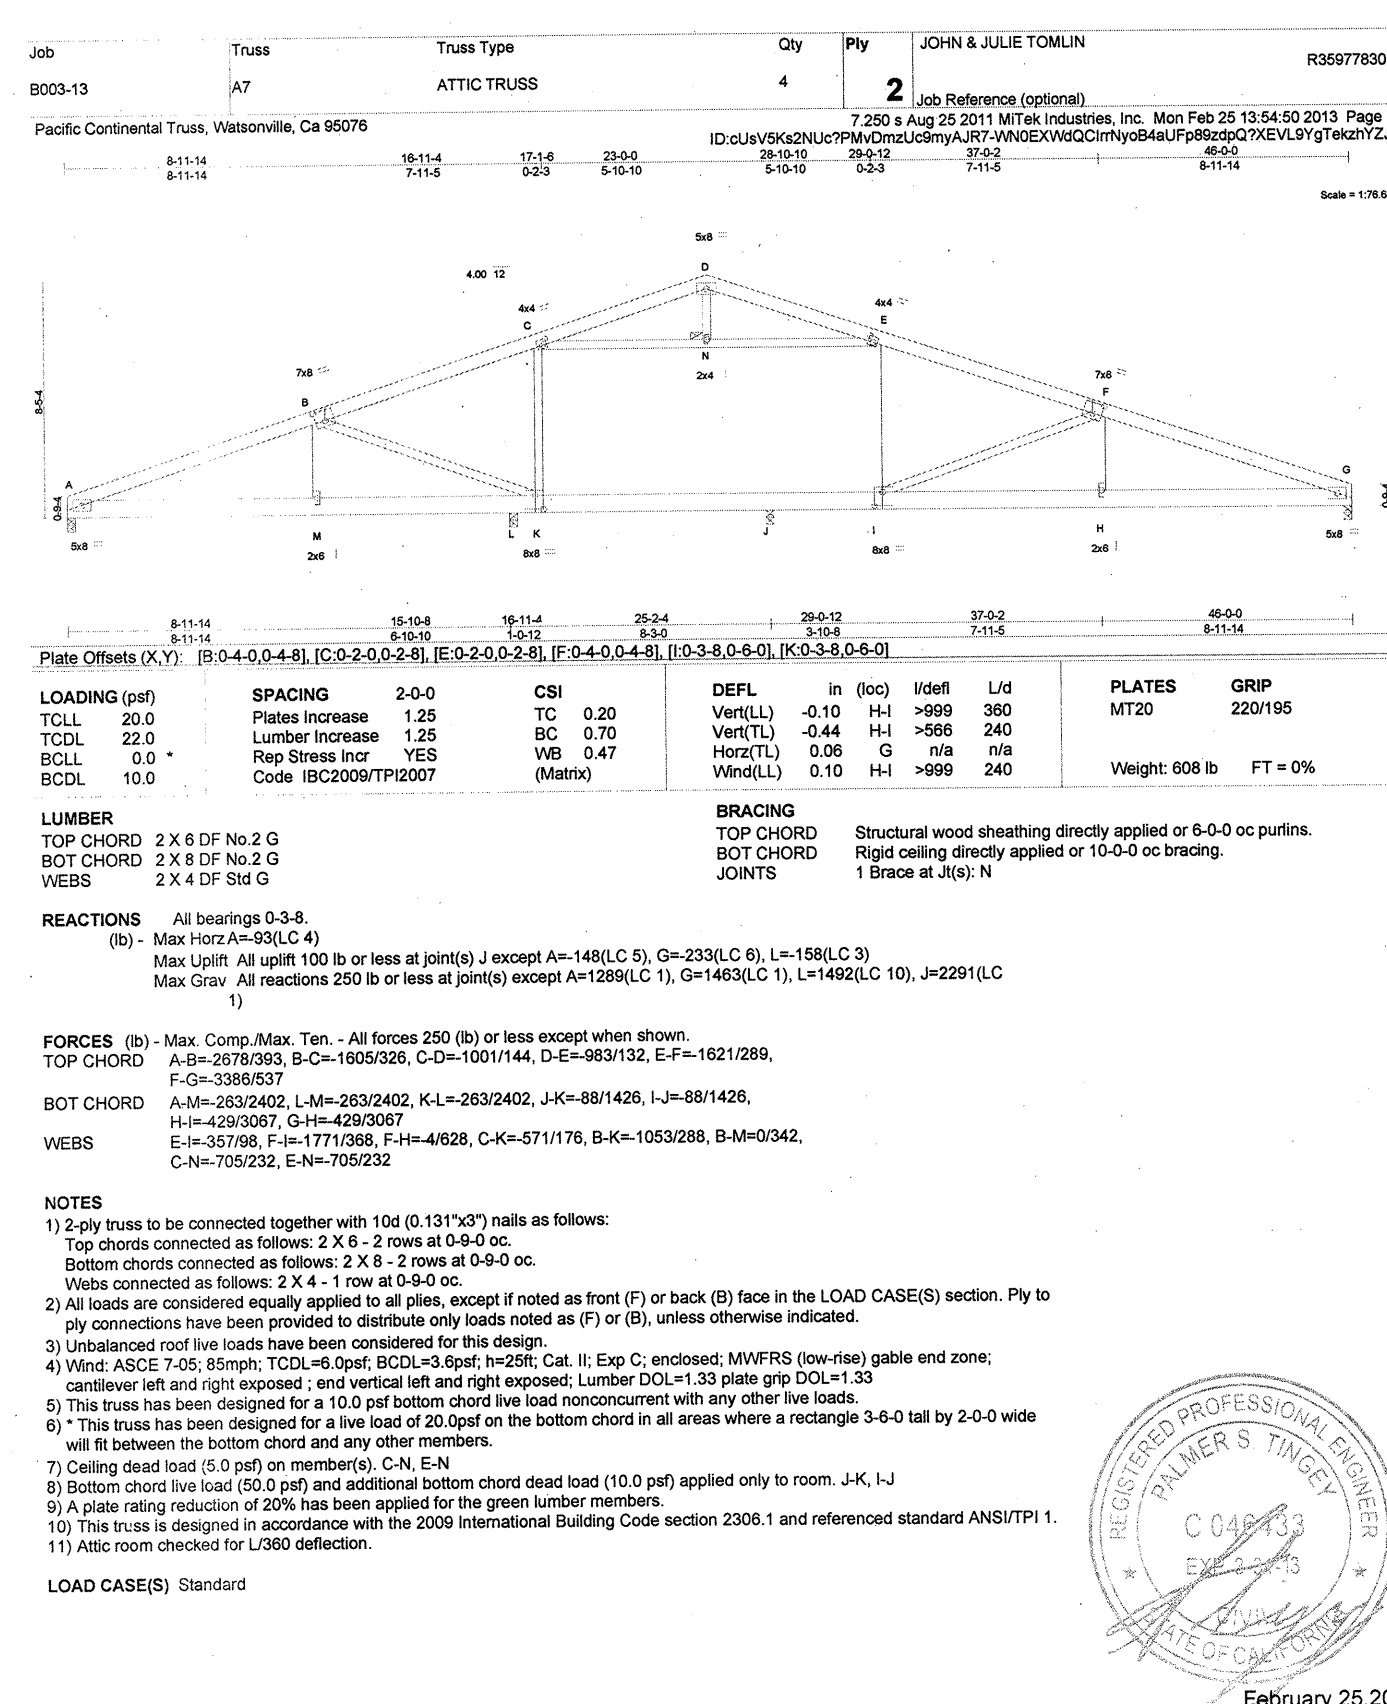 Job Truss Truss Type Qty Ply JOHN & JULIE TOMLIN
R35977830
B003-13 A7 ATTIC TRUSS 4 2 Job Reference (optional)
Pacific Continental Truss, Watsonville, Ca 95076
7.250 s Aug 25 2011 MiTek Industries, Inc. Mon Feb 25 13:54:50 2013 Page
8-11-14 16-11-4 17-1-6 23-0-0 28-10-10 29-0-12 37-0-2 46-0-0
8-11-14 7-11-5 0-2-3 5-10-10 5-10-10 0-2-3 7-11-5 8-11-14
Scale = 1:76.6
5x8
D
4.00 12
4x4 4x4
C E
N
2x4
7x8 7x8
B F
8-5-4
A G
0-9-4
M L K J I H
5x8 2x6 8x8 8x8 2x6 5x8
8-11-14 15-10-8 16-11-4 25-2-4 29-0-12 37-0-2 46-0-0
8-11-14 6-10-10 1-0-12 8-3-0 3-10-8 7-11-5 8-11-14
Plate Offsets (X,Y): [B:0-4-0,0-4-8], [C:0-2-0,0-2-8], [E:0-2-0,0-2-8], [F:0-4-0,0-4-8], [I:0-3-8,0-6-0], [K:0-3-8,0-6-0]
LOADING (psf) SPACING 2-0-0 CSI DEFL in (loc) l/defl L/d PLATES GRIP
TCLL 20.0 Plates Increase 1.25 TC 0.20 Vert(LL) -0.10 H-I >999 360 MT20 220/195
TCDL 22.0 Lumber Increase 1.25 BC 0.70 Vert(TL) -0.44 H-I >566 240
BCLL 0.0 * Rep Stress Incr YES WB 0.47 Horz(TL) 0.06 G n/a n/a
BCDL 10.0 Code IBC2009/TPI2007 (Matrix) Wind(LL) 0.10 H-I >999 240 Weight: 608 lb FT = 0%
LUMBER
TOP CHORD 2 X 6 DF No.2 G
BOT CHORD 2 X 8 DF No.2 G
WEBS 2 X 4 DF Std G
BRACING
TOP CHORD Structural wood sheathing directly applied or 6-0-0 oc purlins.
BOT CHORD Rigid ceiling directly applied or 10-0-0 oc bracing.
JOINTS 1 Brace at Jt(s): N
REACTIONS All bearings 0-3-8.
(lb) - Max Horz A=-93(LC 4)
Max Uplift All uplift 100 lb or less at joint(s) J except A=-148(LC 5), G=-233(LC 6), L=-158(LC 3)
Max Grav All reactions 250 lb or less at joint(s) except A=1289(LC 1), G=1463(LC 1), L=1492(LC 10), J=2291(LC
1)
FORCES (lb) - Max. Comp./Max. Ten. - All forces 250 (lb) or less except when shown.
TOP CHORD A-B=-2678/393, B-C=-1605/326, C-D=-1001/144, D-E=-983/132, E-F=-1621/289,
F-G=-3386/537
BOT CHORD A-M=-263/2402, L-M=-263/2402, K-L=-263/2402, J-K=-88/1426, I-J=-88/1426,
H-I=-429/3067, G-H=-429/3067
WEBS E-I=-357/98, F-I=-1771/368, F-H=-4/628, C-K=-571/176, B-K=-1053/288, B-M=0/342,
C-N=-705/232, E-N=-705/232
NOTES
1) 2-ply truss to be connected together with 10d (0.131"x3") nails as follows:
Top chords connected as follows: 2 X 6 - 2 rows at 0-9-0 oc.
Bottom chords connected as follows: 2 X 8 - 2 rows at 0-9-0 oc.
Webs connected as follows: 2 X 4 - 1 row at 0-9-0 oc.
2) All loads are considered equally applied to all plies, except if noted as front (F) or back (B) face in the LOAD CASE(S) section. Ply to
ply connections have been provided to distribute only loads noted as (F) or (B), unless otherwise indicated.
3) Unbalanced roof live loads have been considered for this design.
4) Wind: ASCE 7-05; 85mph; TCDL=6.0psf; BCDL=3.6psf; h=25ft; Cat. II; Exp C; enclosed; MWFRS (low-rise) gable end zone;
cantilever left and right exposed ; end vertical left and right exposed; Lumber DOL=1.33 plate grip DOL=1.33
5) This truss has been designed for a 10.0 psf bottom chord live load nonconcurrent with any other live loads.
6) * This truss has been designed for a live load of 20.0psf on the bottom chord in all areas where a rectangle 3-6-0 tall by 2-0-0 wide
will fit between the bottom chord and any other members.
7) Ceiling dead load (5.0 psf) on member(s). C-N, E-N
8) Bottom chord live load (50.0 psf) and additional bottom chord dead load (10.0 psf) applied only to room. J-K, I-J
9) A plate rating reduction of 20% has been applied for the green lumber members.
10) This truss is designed in accordance with the 2009 International Building Code section 2306.1 and referenced standard ANSI/TPI 1.
11) Attic room checked for L/360 deflection.
LOAD CASE(S) Standard
REGISTERED PROFESSIONAL ENGINEER
PALMER S. TINGEY
C 046433
CIVIL
STATE OF CALIFORNIA
February 25,20